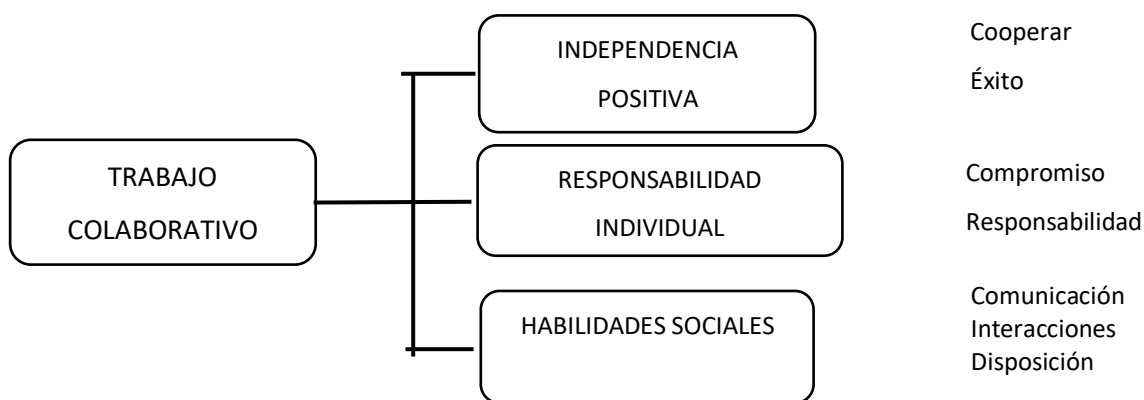 TRABAJO
COLABORATIVO
INDEPENDENCIA
POSITIVA
Cooperar
Éxito
RESPONSABILIDAD
INDIVIDUAL
Compromiso
Responsabilidad
HABILIDADES SOCIALES
Comunicación
Interacciones
Disposición